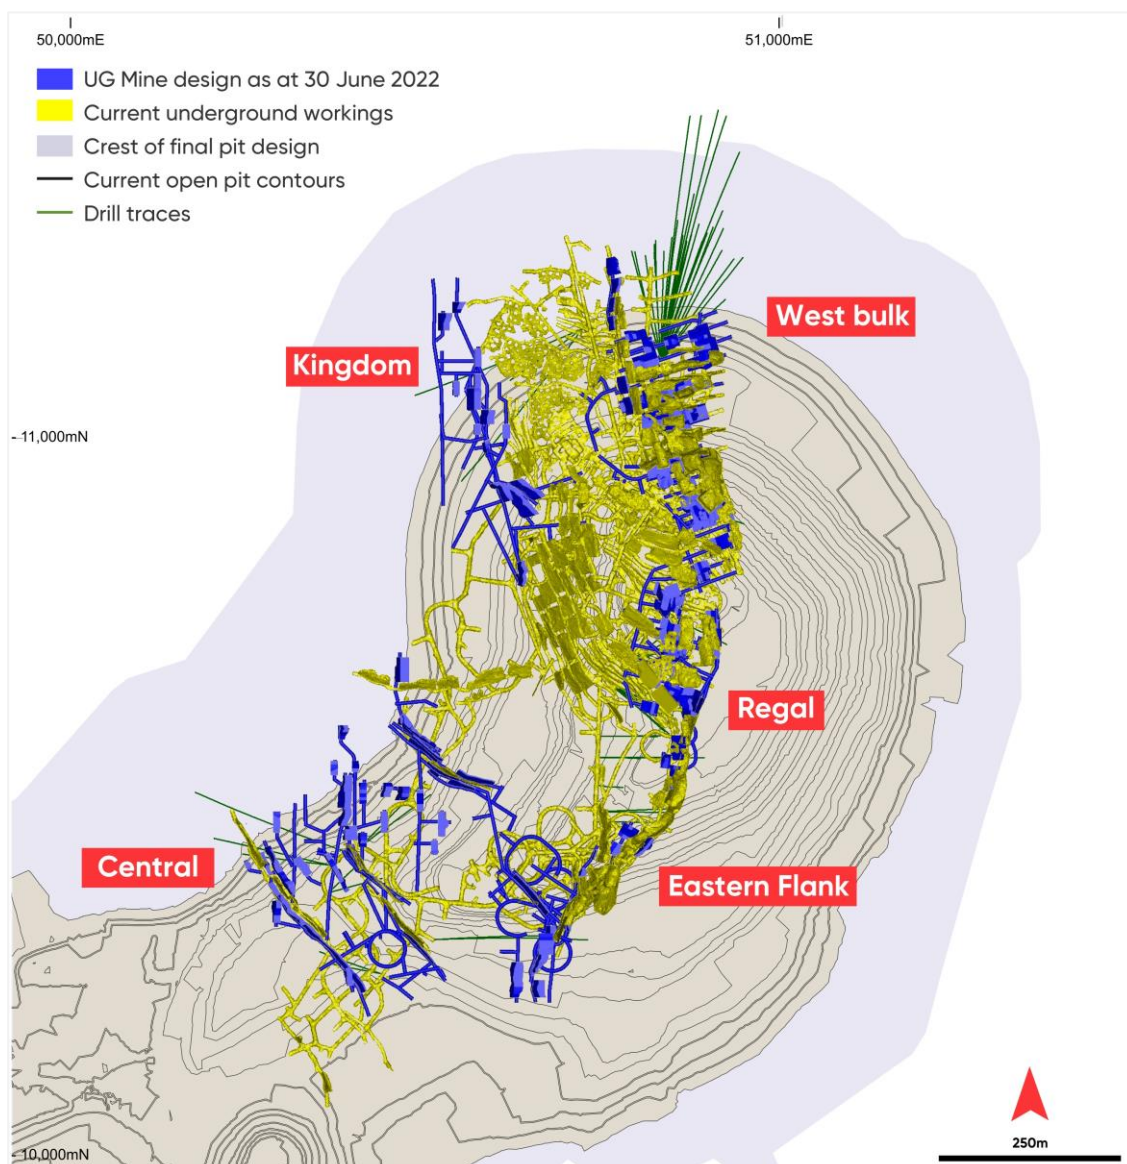 50,000mE
51,000mE
UG Mine design as at 30 June 2022
Current underground workings
Crest of final pit design
Current open pit contours
Drill traces
West bulk
Kingdom
11,000mN
Regal
Central
Eastern Flank
250m
10,000mN